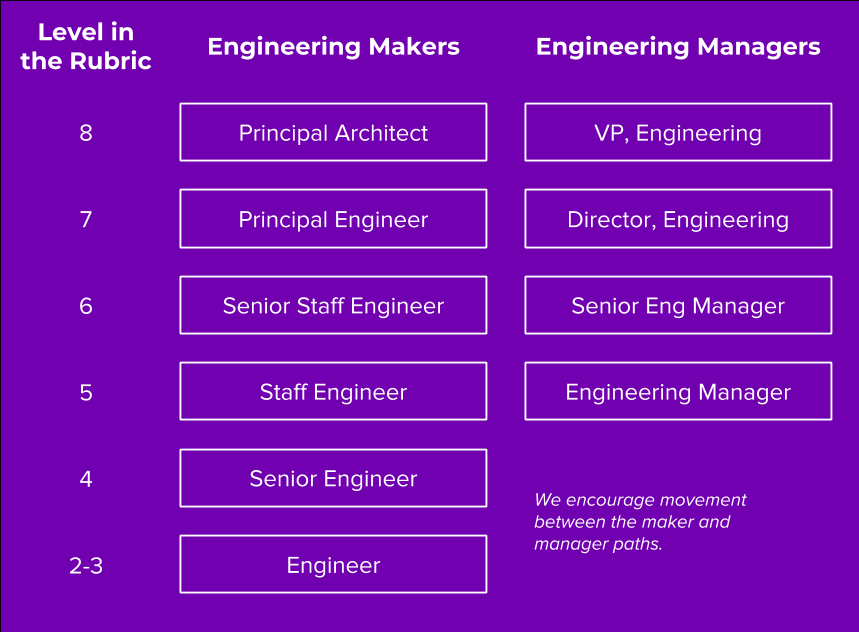 Level in
the Rubric
Engineering Makers
Engineering Managers
8
Principal Architect
VP, Engineering
7
Principal Engineer
Director, Engineering
6
Senior Staff Engineer
Senior Eng Manager
5
Staff Engineer
Engineering Manager
4
Senior Engineer
We encourage movement
between the maker and
manager paths.
2-3
Engineer